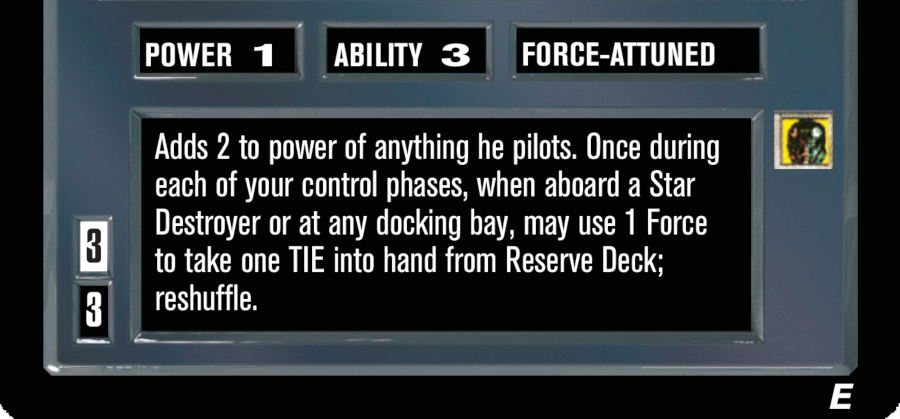 POWER 1 ABILITY 3 FORCE-ATTUNED
Adds 2 to power of anything he pilots. Once during
each of your control phases, when aboard a Star
Destroyer or at any docking bay, may use 1 Force
to take one TIE into hand from Reserve Deck;
reshuffle.
3
3
E